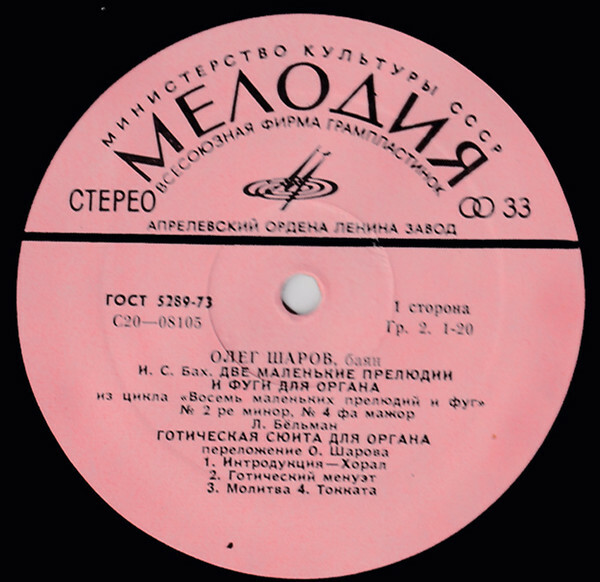 МИНИСТЕРСТВО КУЛЬТУРЫ СССР
МЕЛОДИЯ
ВСЕСОЮЗНАЯ ФИРМА ГРАМПЛАСТИНОК
СТЕРЕО 33
АПРЕЛЕВСКИЙ ОРДЕНА ЛЕНИНА ЗАВОД
ГОСТ 5289-73 1 сторона
С20—08105 Гр. 2. 1-20
ОЛЕГ ШАРОВ, баян
И. С. Бах. ДВЕ МАЛЕНЬКИЕ ПРЕЛЮДИИ
И ФУГИ ДЛЯ ОРГАНА
из цикла «Восемь маленьких прелюдий и фуг»
№ 2 ре минор, № 4 фа мажор
Л. Бёльман
ГОТИЧЕСКАЯ СЮИТА ДЛЯ ОРГАНА
переложение О. Шарова
1. Интродукция—Хорал
2. Готический менуэт
3. Молитва 4. Токката